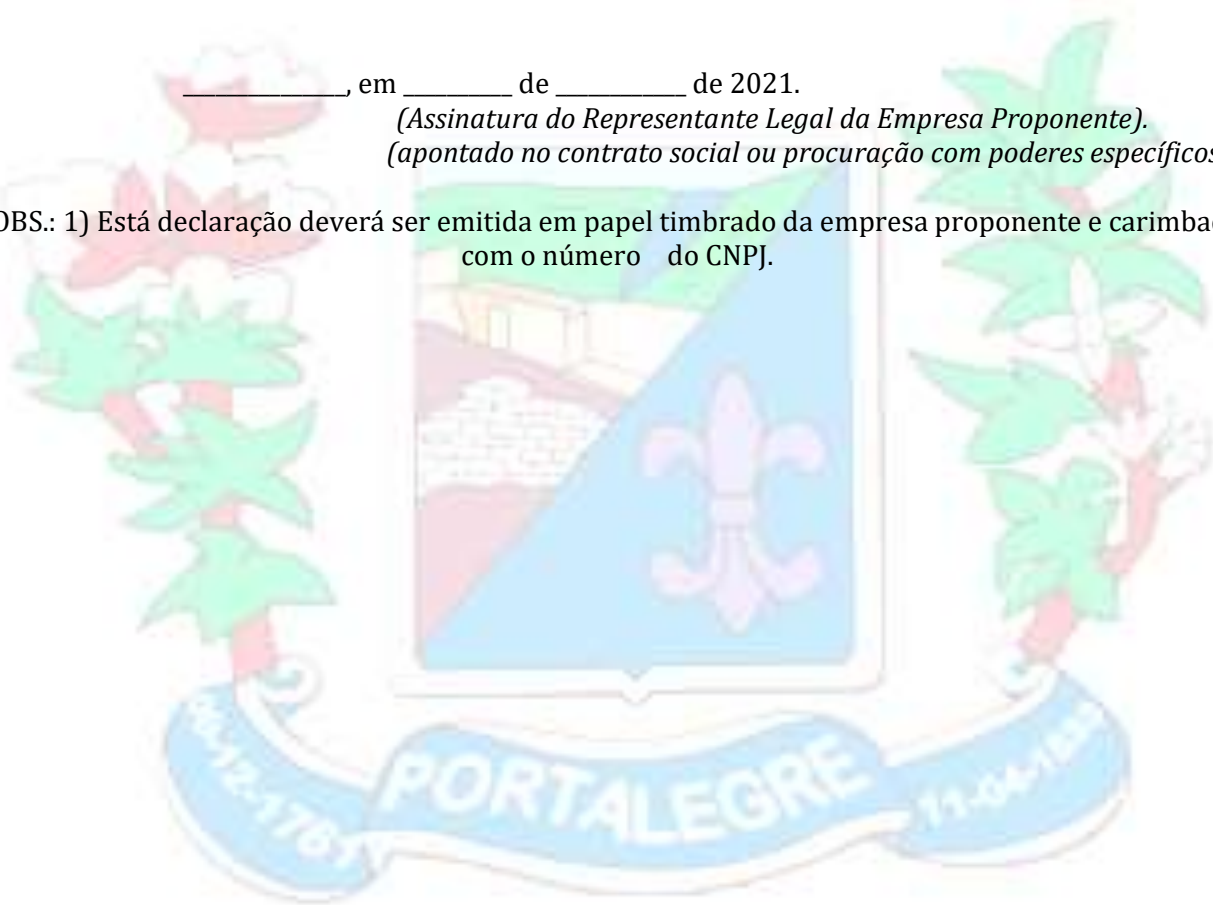 _______________, em __________ de ____________ de 2021.
(Assinatura do Representante Legal da Empresa Proponente).
(apontado no contrato social ou procuração com poderes específicos
OBS.: 1) Está declaração deverá ser emitida em papel timbrado da empresa proponente e carimbad
com o número do CNPJ.
PORTALEGRE